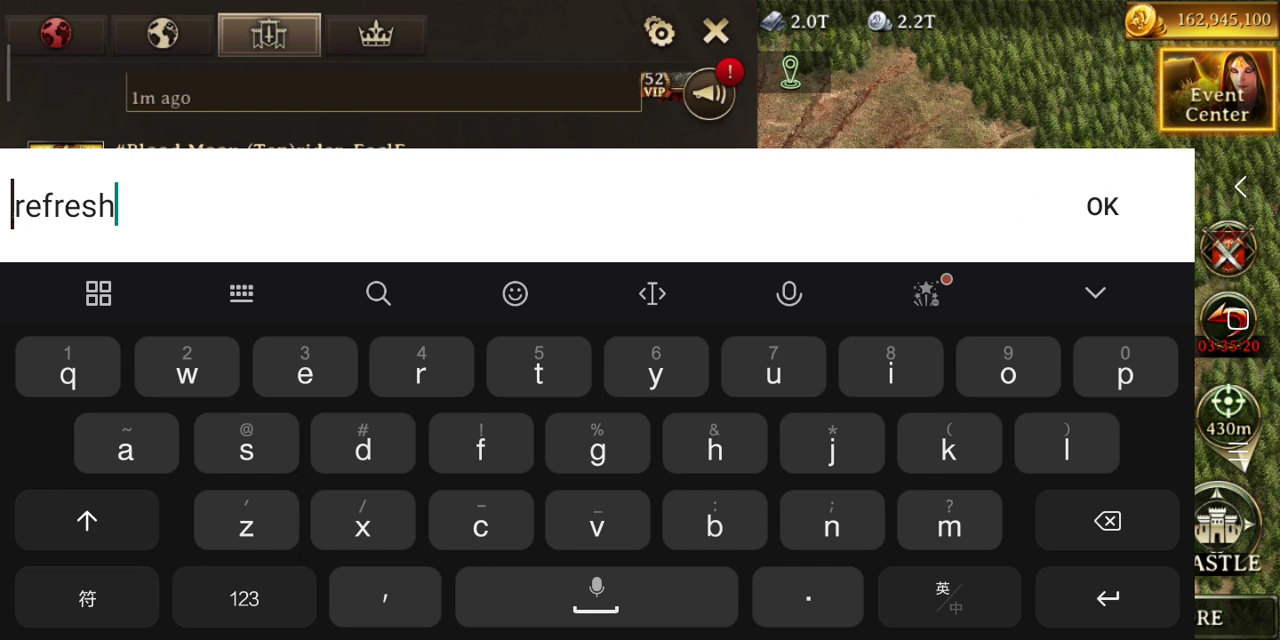 2.0T
2.2T
162,945,100
1m ago
52
VIP
!
Event
Center
refresh
OK
03:35:20
430m
1 2 3 4 5 6 7 8 9 0
q w e r t y u i o p
~ @ # ! % & * ( )
a s d f g h j k l
' / – _ : ; ?
z x c v b n m
符 123 , . 英/中
ASTLE
RE